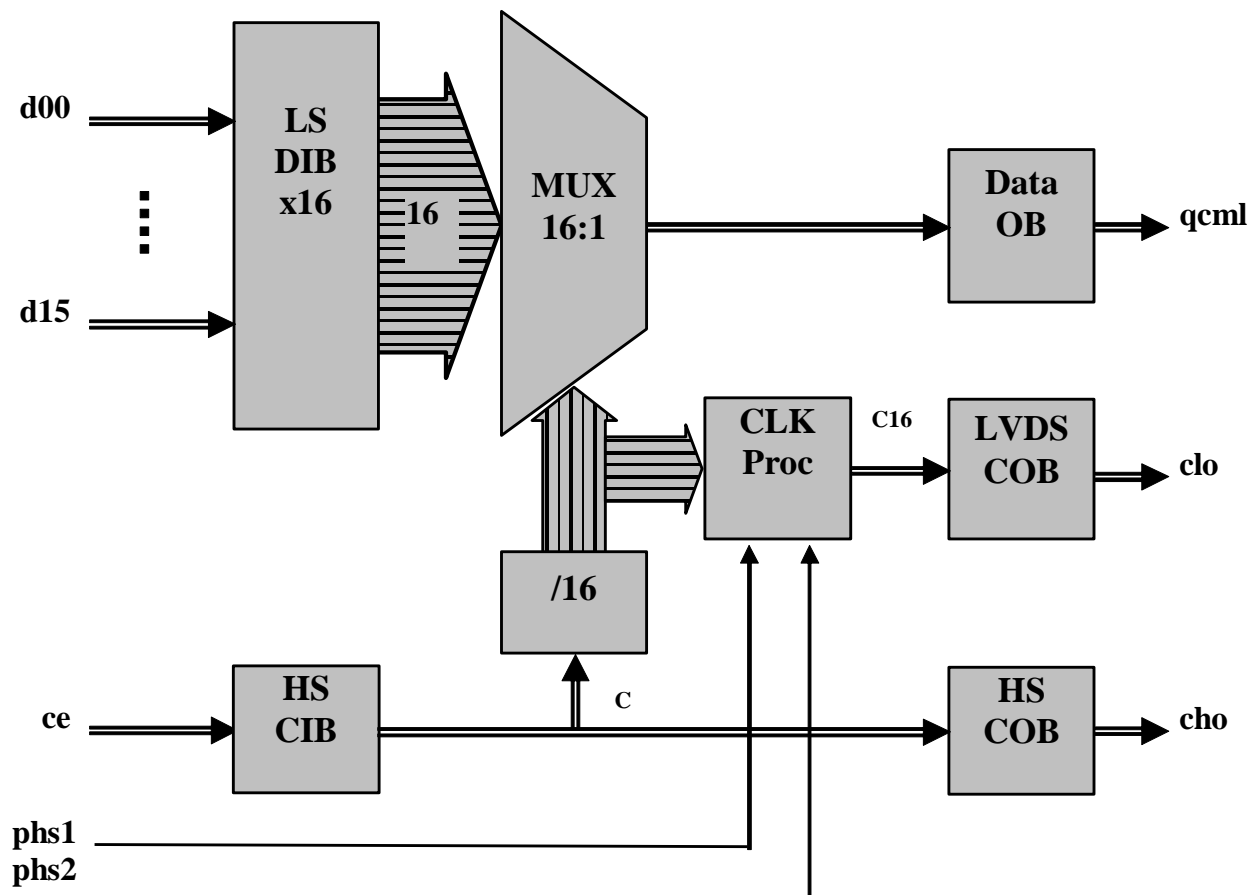 d00
d15
LS
DIB
x16
16
MUX
16:1
Data
OB
qcml
CLK
Proc
C16
LVDS
COB
clo
/16
C
ce
HS
CIB
HS
COB
cho
phs1
phs2